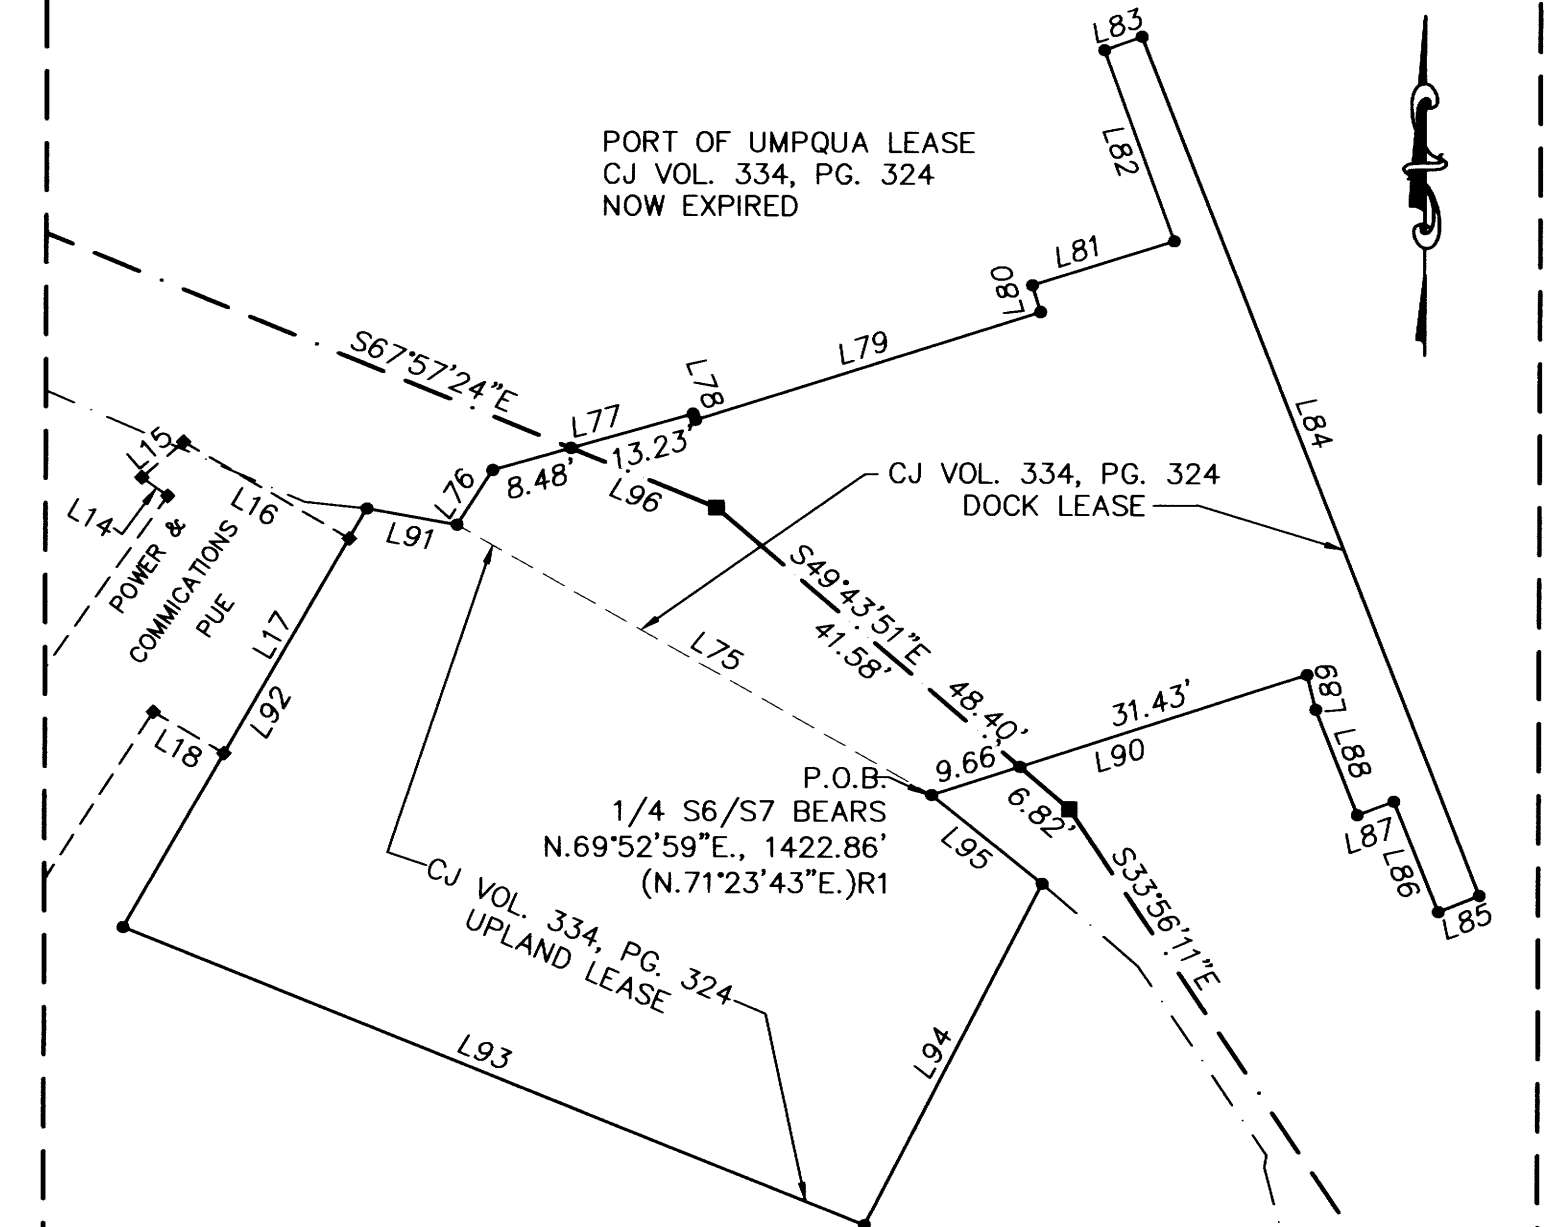 L83
PORT OF UMPQUA LEASE
CJ VOL. 334, PG. 324
NOW EXPIRED
L82
L81
L80
S67°57'24"E
L79
L78
L77
13.23'
L84
L15
L76
8.48'
L96
CJ VOL. 334, PG. 324
DOCK LEASE
L16
L14
L91
POWER &
COMMICATIONS
PUE
S49°43'51"E
41.58'
L17
L75
L92
48.40'
31.43'
L89
L18
9.66'
L90
L88
P.O.B.
1/4 S6/S7 BEARS
N.69°52'59"E., 1422.86'
(N.71°23'43"E.)R1
6.82'
L95
L87
L86
L85
CJ VOL. 334, PG. 324
UPLAND LEASE
S33°56'11"E
L93
L94